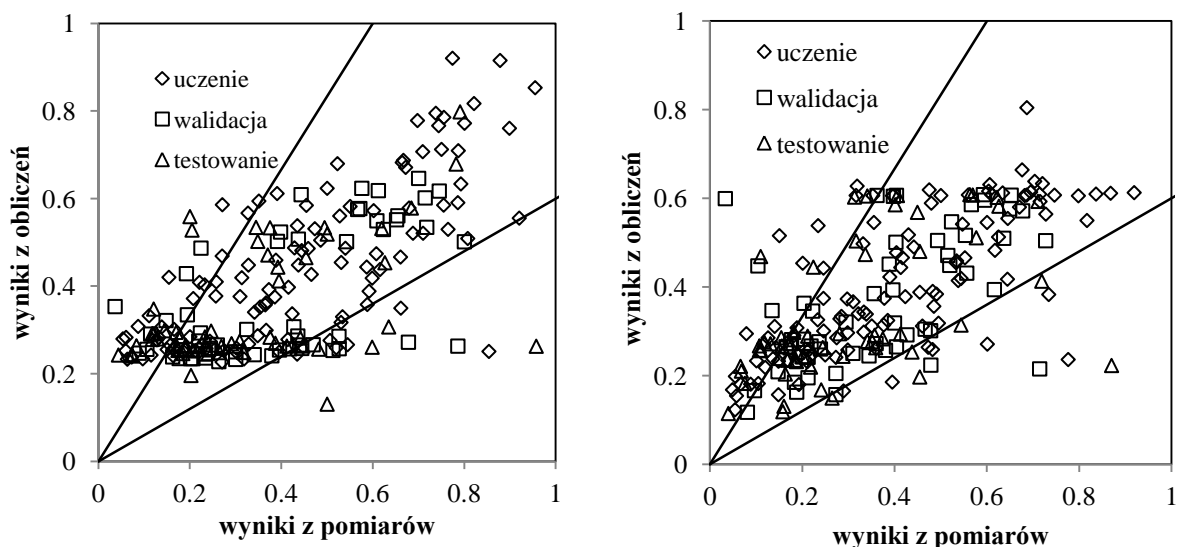 1
0.8
0.6
0.4
0.2
0
uczenie
walidacja
testowanie
0 0.2 0.4 0.6 0.8 1
wyniki z obliczeń
wyniki z pomiarów
1
0.8
0.6
0.4
0.2
0
uczenie
walidacja
testowanie
0 0.2 0.4 0.6 0.8 1
wyniki z obliczeń
wyniki z pomiarów